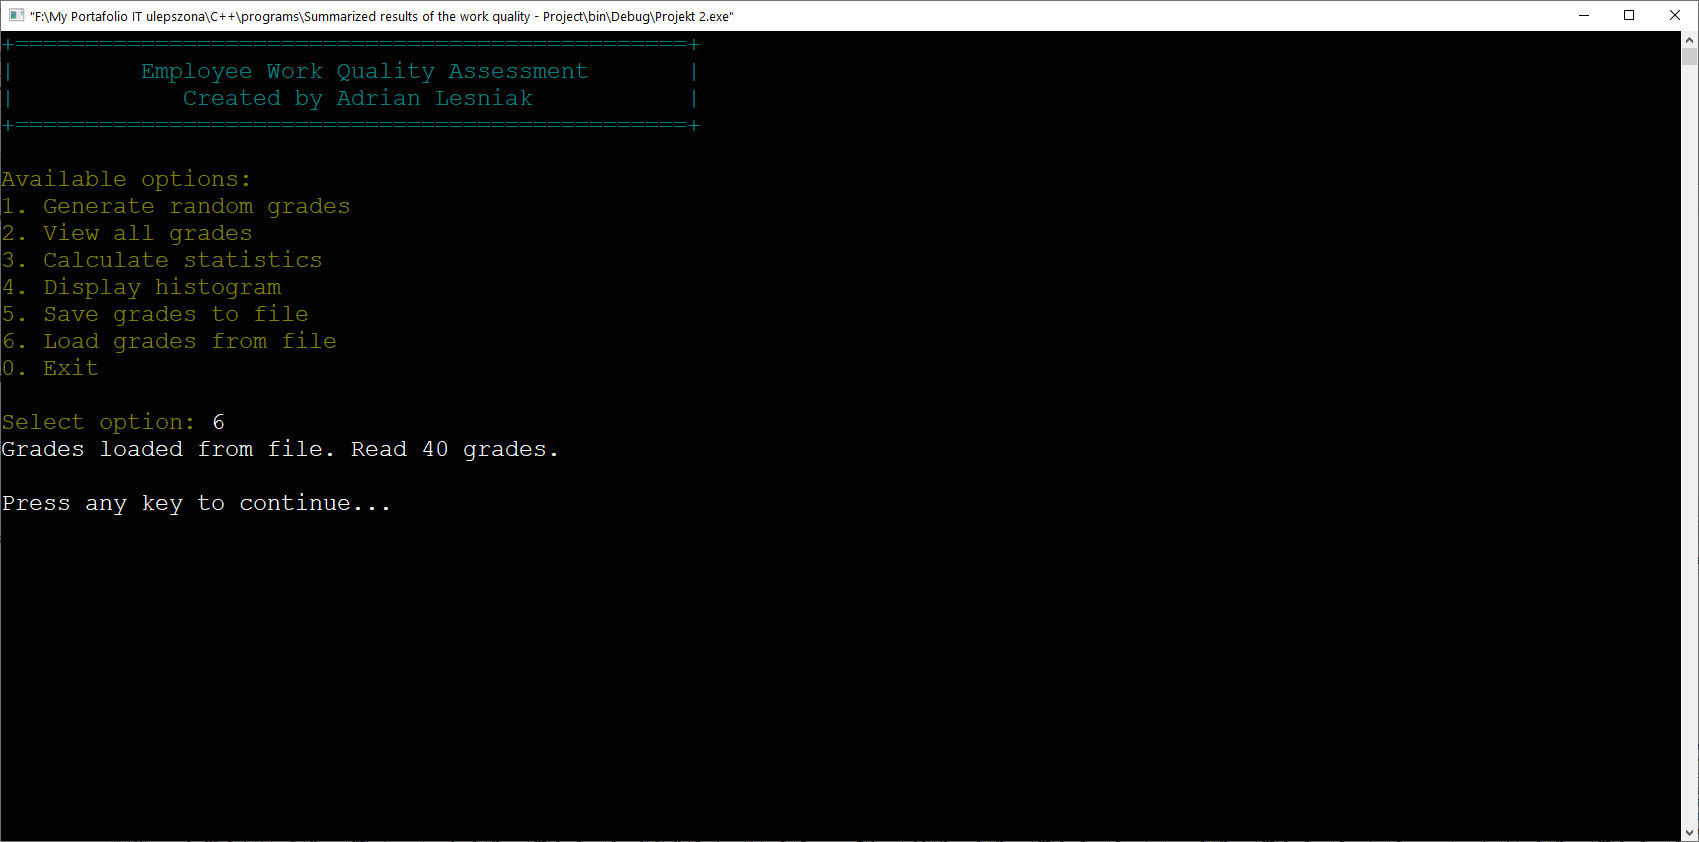 "F:\My Portafolio IT ulepszona\C++\programs\Summarized results of the work quality - Project\bin\Debug\Projekt 2.exe"
+================================================+
|         Employee Work Quality Assessment       |
|            Created by Adrian Lesniak           |
+================================================+
Available options:
1. Generate random grades
2. View all grades
3. Calculate statistics
4. Display histogram
5. Save grades to file
6. Load grades from file
0. Exit
Select option: 6
Grades loaded from file. Read 40 grades.
Press any key to continue...